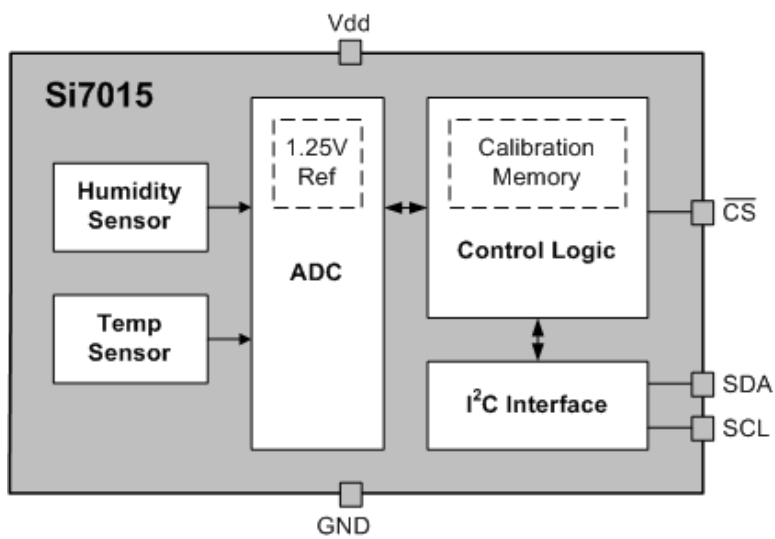 Vdd
Si7015
1.25V
Ref
Calibration
Memory
Humidity
Sensor
CS
Control Logic
ADC
Temp
Sensor
SDA
I²C Interface
SCL
GND